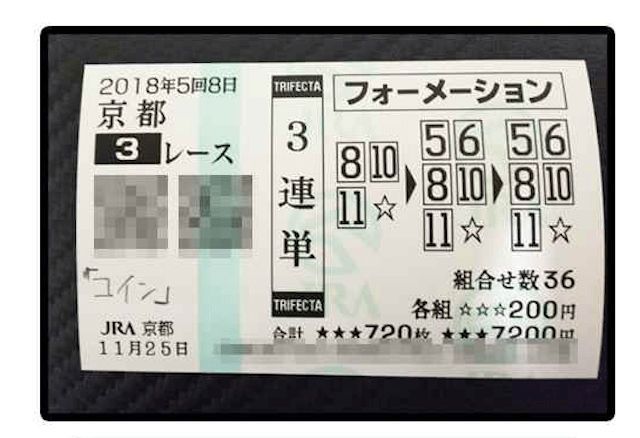 2018年5回8日
京都
3レース
「コイン」
JRA 京都
11月25日
TRIFECTA
3連単
TRIFECTA
フォーメーション
8 10 11 ☆
5 6 8 10 11 ☆
5 6 8 10 11 ☆
組合せ数36
各組 ☆☆☆200円
合計 ★★★720枚 ★★★7200円